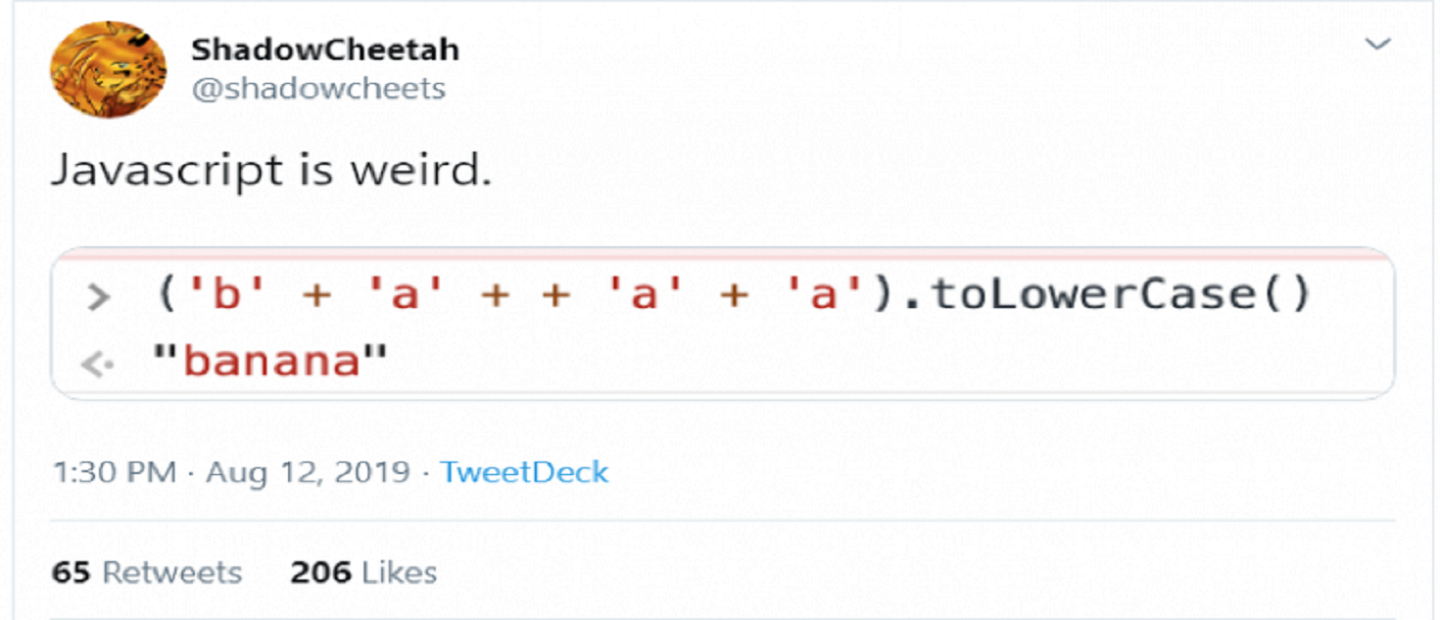 ShadowCheetah
@shadowcheets
Javascript is weird.
> ('b' + 'a' + + 'a' + 'a').toLowerCase()
<· "banana"
1:30 PM · Aug 12, 2019 · TweetDeck
65 Retweets 206 Likes